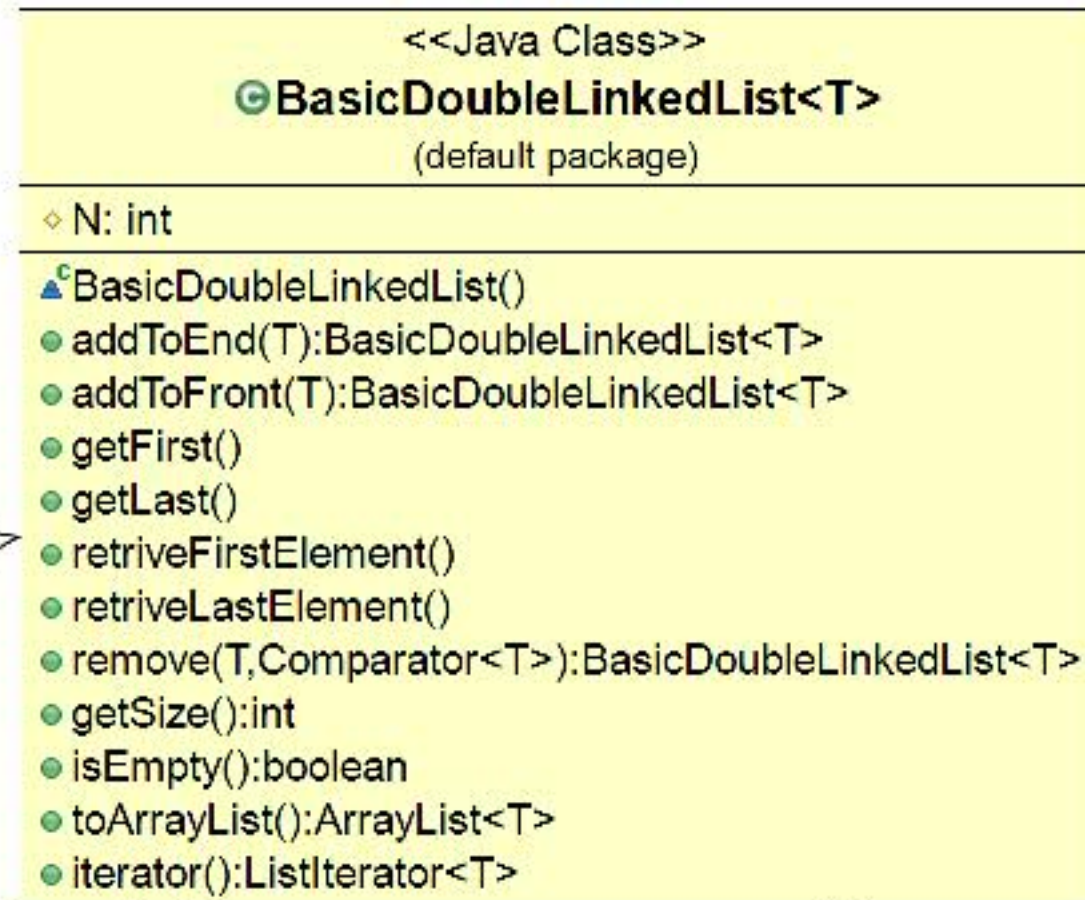 <<Java Class>>
C BasicDoubleLinkedList<T>
(default package)
N: int
C BasicDoubleLinkedList()
addToEnd(T):BasicDoubleLinkedList<T>
addToFront(T):BasicDoubleLinkedList<T>
getFirst()
getLast()
retriveFirstElement()
retriveLastElement()
remove(T,Comparator<T>):BasicDoubleLinkedList<T>
getSize():int
isEmpty():boolean
toArrayList():ArrayList<T>
iterator():ListIterator<T>